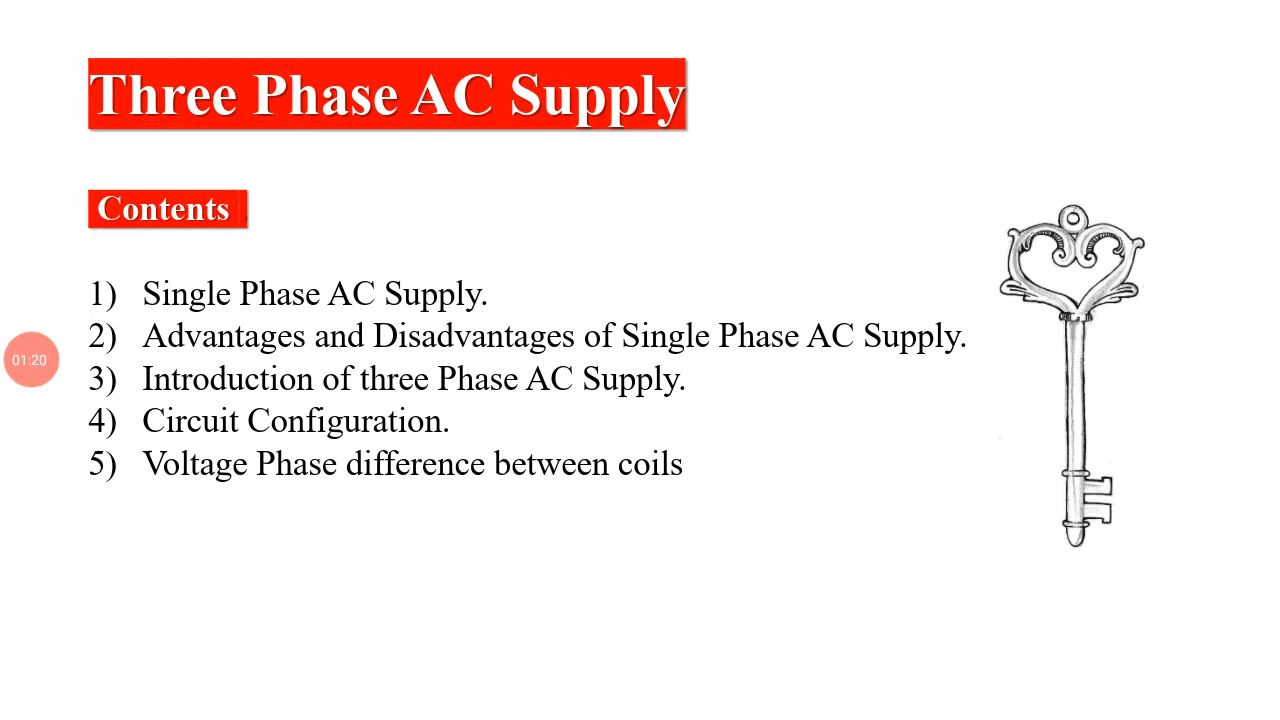 Three Phase AC Supply
Contents
1) Single Phase AC Supply.
2) Advantages and Disadvantages of Single Phase AC Supply.
01:20
3) Introduction of three Phase AC Supply.
4) Circuit Configuration.
5) Voltage Phase difference between coils